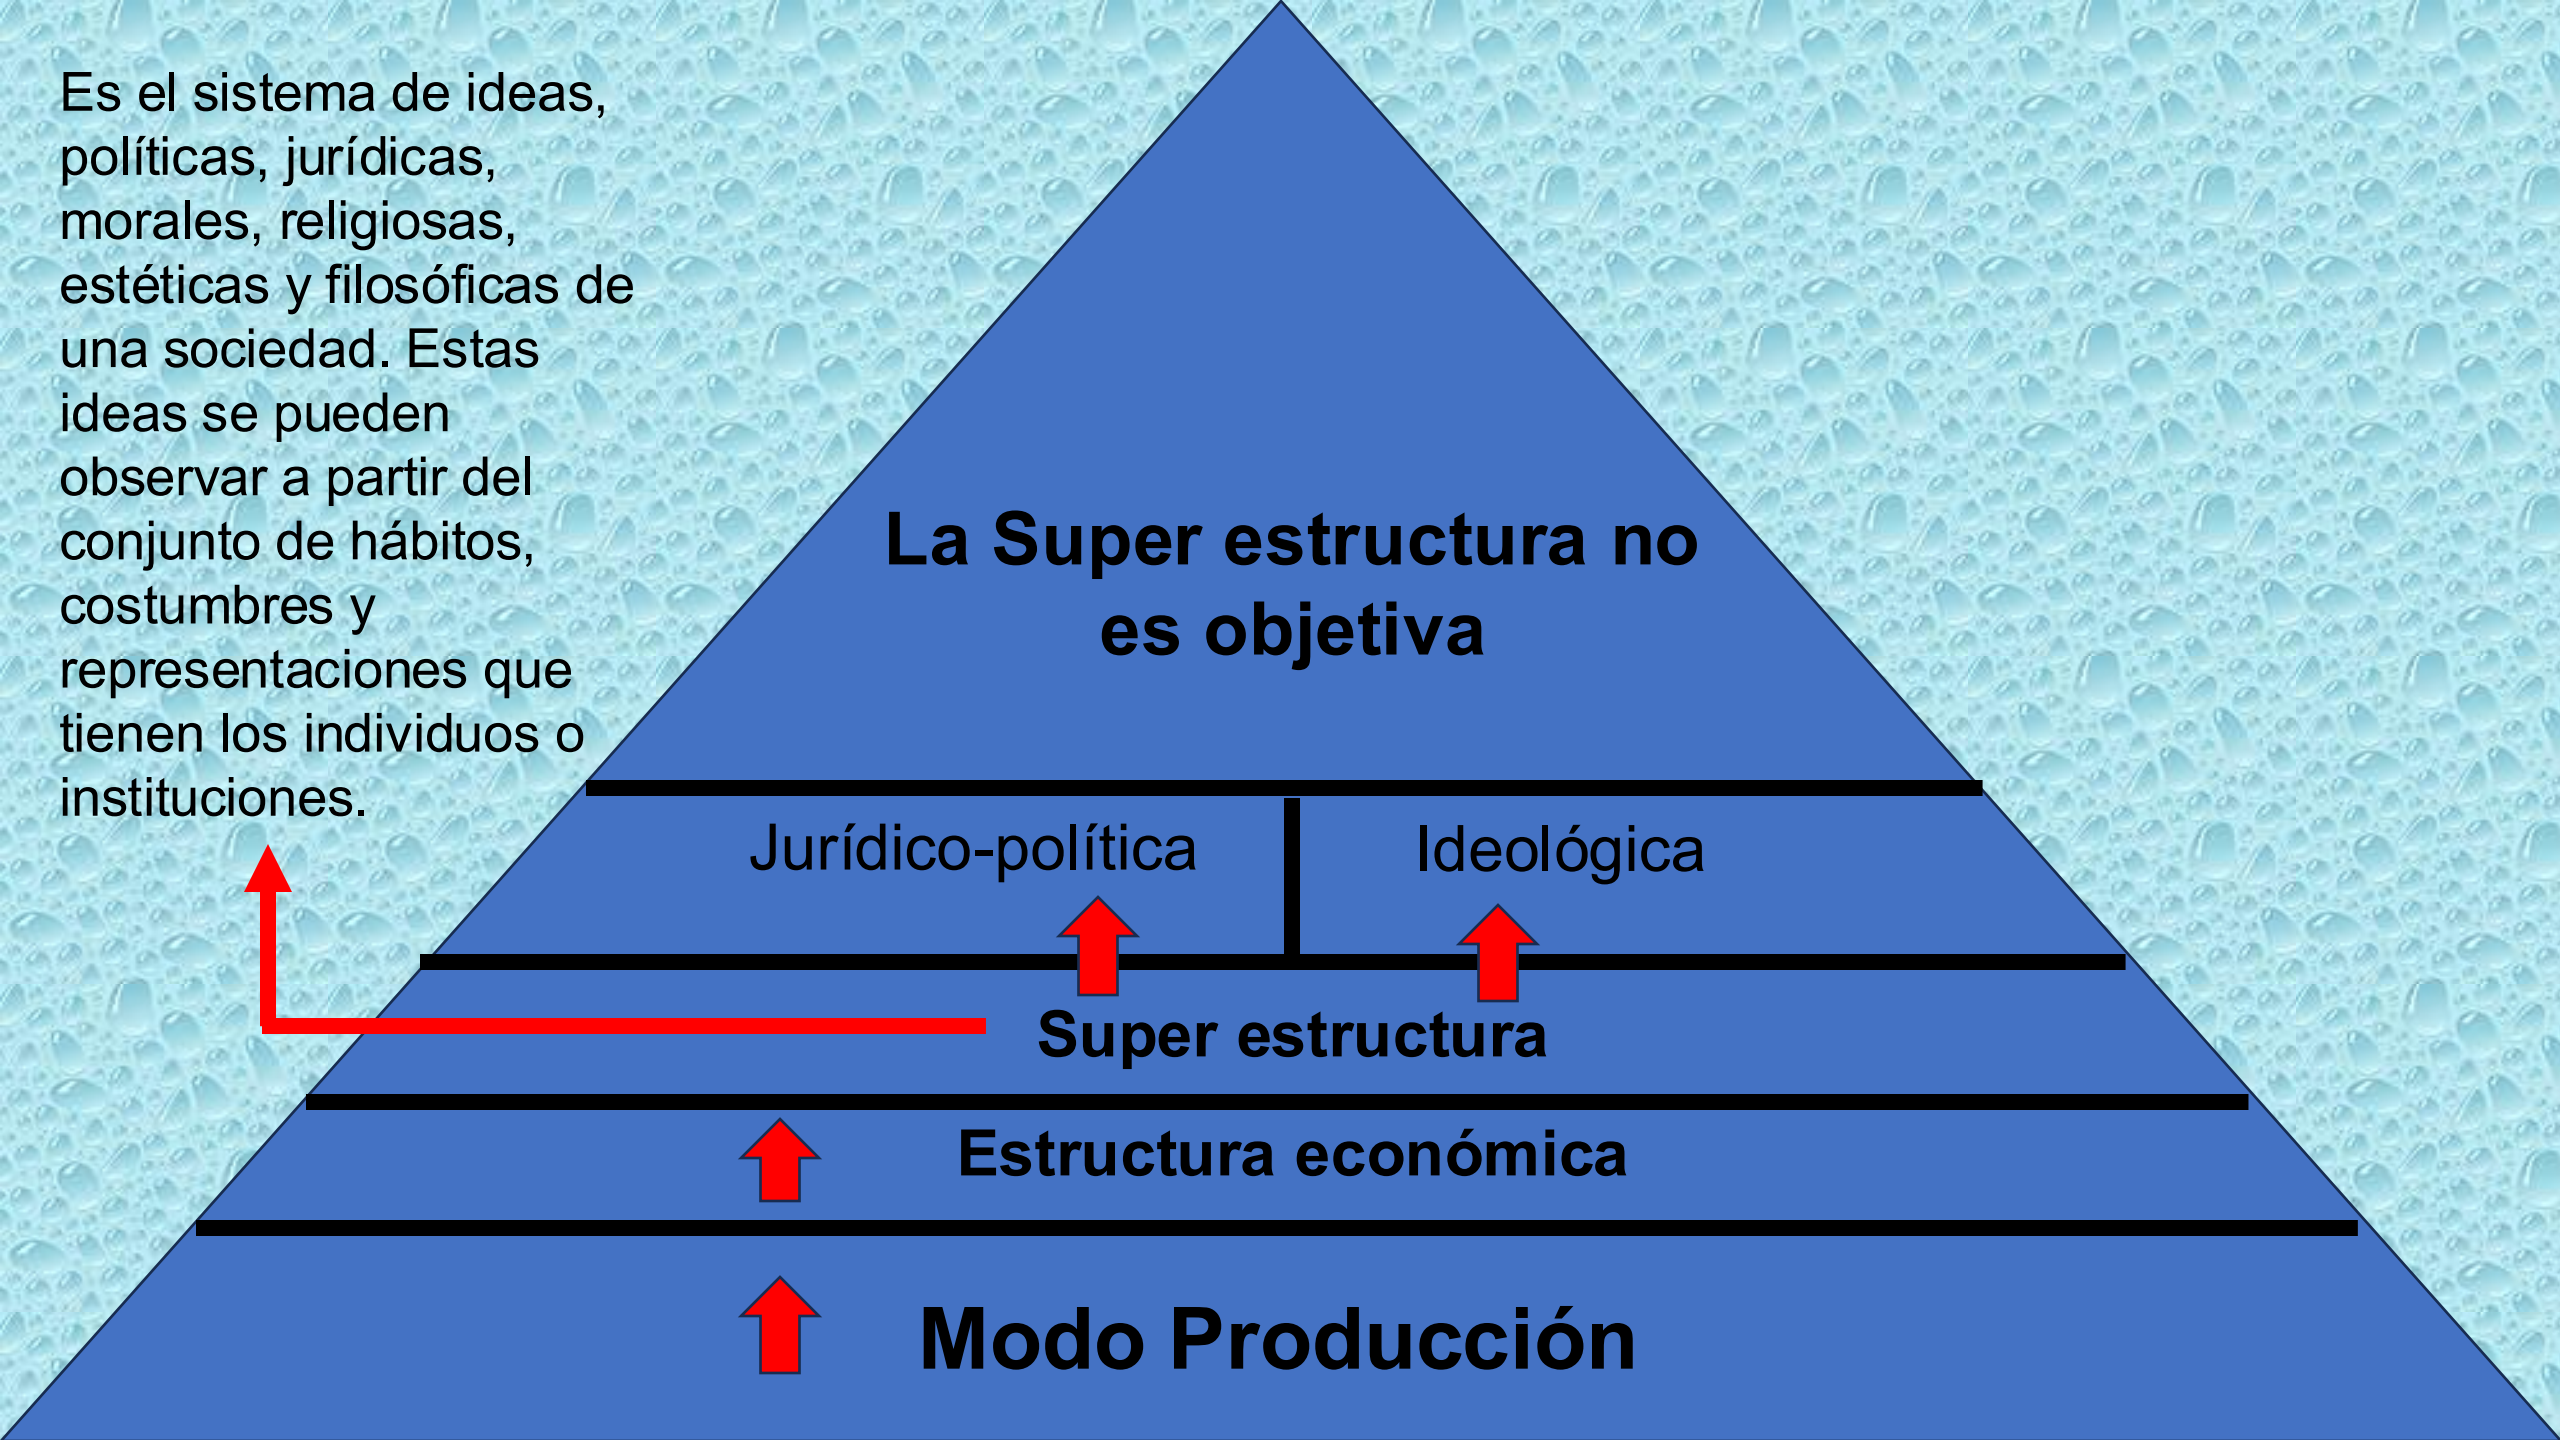 Es el sistema de ideas,
políticas, jurídicas,
morales, religiosas,
estéticas y filosóficas de
una sociedad. Estas
ideas se pueden
observar a partir del
conjunto de hábitos,
costumbres y
representaciones que
tienen los individuos o
instituciones.
La Super estructura no
es objetiva
Jurídico-política
Ideológica
Super estructura
Estructura económica
Modo Producción